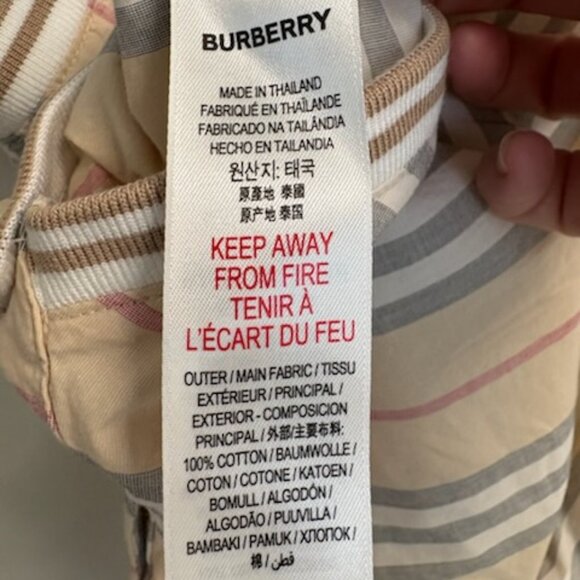 BURBERRY
MADE IN THAILAND
FABRIQUÉ EN THAÏLANDE
FABRICADO NA TAILÂNDIA
HECHO EN TAILANDIA
원산지: 태국
原產地 泰國
原产地 泰国
KEEP AWAY
FROM FIRE
TENIR À
L'ÉCART DU FEU
OUTER / MAIN FABRIC / TISSU
EXTÉRIEUR / PRINCIPAL /
EXTERIOR - COMPOSICION
PRINCIPAL / 外部/主要布料:
100% COTTON / BAUMWOLLE /
COTON / COTONE / KATOEN /
BOMULL / ALGODÓN /
ALGODÃO / PUUVILLA /
BAMBAKI / PAMUK / ХЛОПОК /
棉 / قطن /